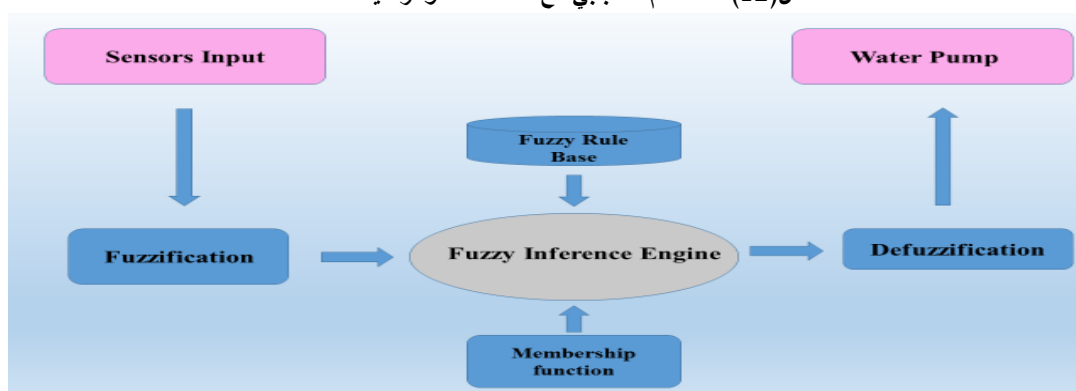 Sensors Input
Water Pump
Fuzzy Rule
Base
Fuzzification
Fuzzy Inference Engine
Defuzzification
Membership
function